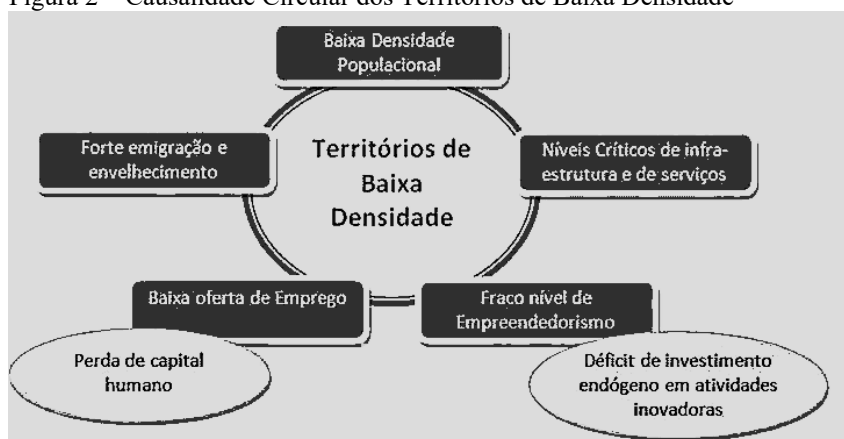 Figura 2 – Causalidade Circular dos Territórios de Baixa Densidade
Baixa Densidade
Populacional
Forte emigração e
envelhecimento
Territórios de
Baixa
Densidade
Níveis Críticos de infra-
estrutura e de serviços
Baixa oferta de Emprego
Fraco nível de
Empreendedorismo
Perda de capital
humano
Déficit de investimento
endógeno em atividades
inovadoras